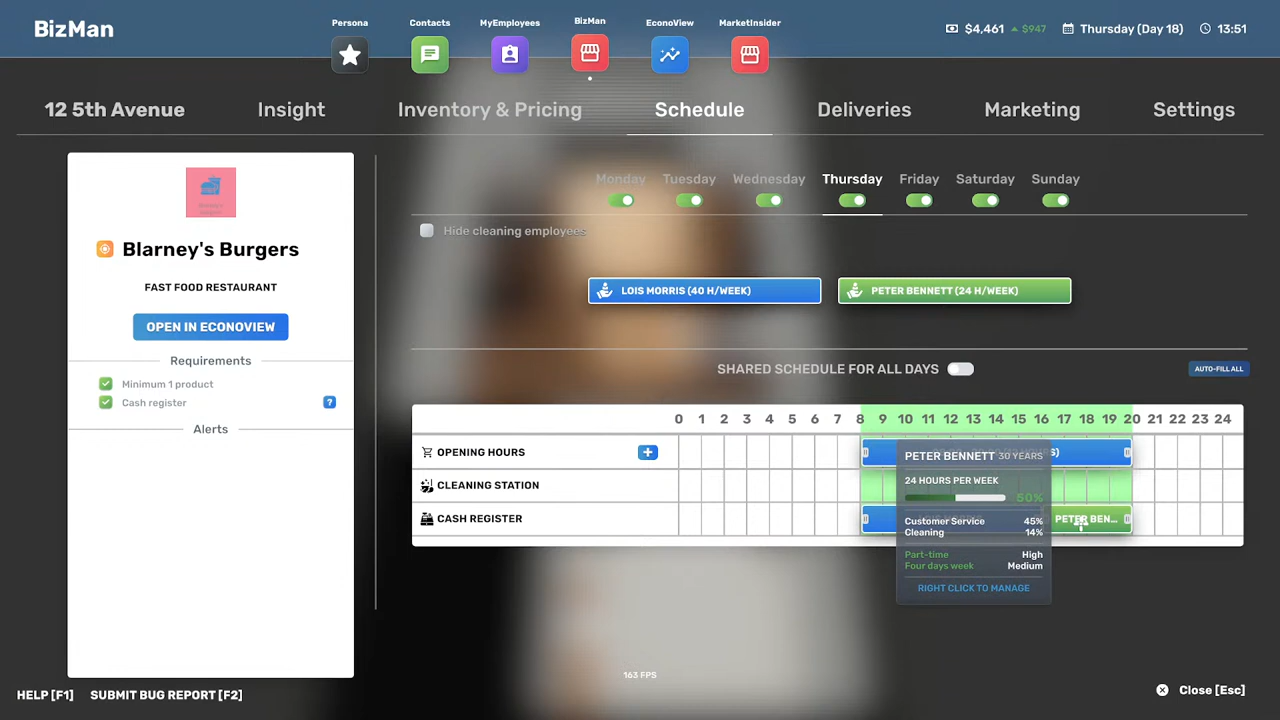 BizMan
Persona
Contacts
MyEmployees
BizMan
EconoView
MarketInsider
$4,461 ▲ $947
Thursday (Day 18)
13:51
12 5th Avenue
Insight
Inventory & Pricing
Schedule
Deliveries
Marketing
Settings
Blarney's Burgers
FAST FOOD RESTAURANT
OPEN IN ECONOVIEW
Requirements
Minimum 1 product
Cash register
?
Alerts
Monday
Tuesday
Wednesday
Thursday
Friday
Saturday
Sunday
Hide cleaning employees
LOIS MORRIS (40 H/WEEK)
PETER BENNETT (24 H/WEEK)
SHARED SCHEDULE FOR ALL DAYS
AUTO-FILL ALL
0 1 2 3 4 5 6 7 8 9 10 11 12 13 14 15 16 17 18 19 20 21 22 23 24
OPENING HOURS
CLEANING STATION
CASH REGISTER
PETER BEN...
PETER BENNETT 30 YEARS
24 HOURS PER WEEK
50%
Customer Service 45%
Cleaning 14%
Part-time High
Four days week Medium
RIGHT CLICK TO MANAGE
163 FPS
HELP [F1]
SUBMIT BUG REPORT [F2]
Close [Esc]